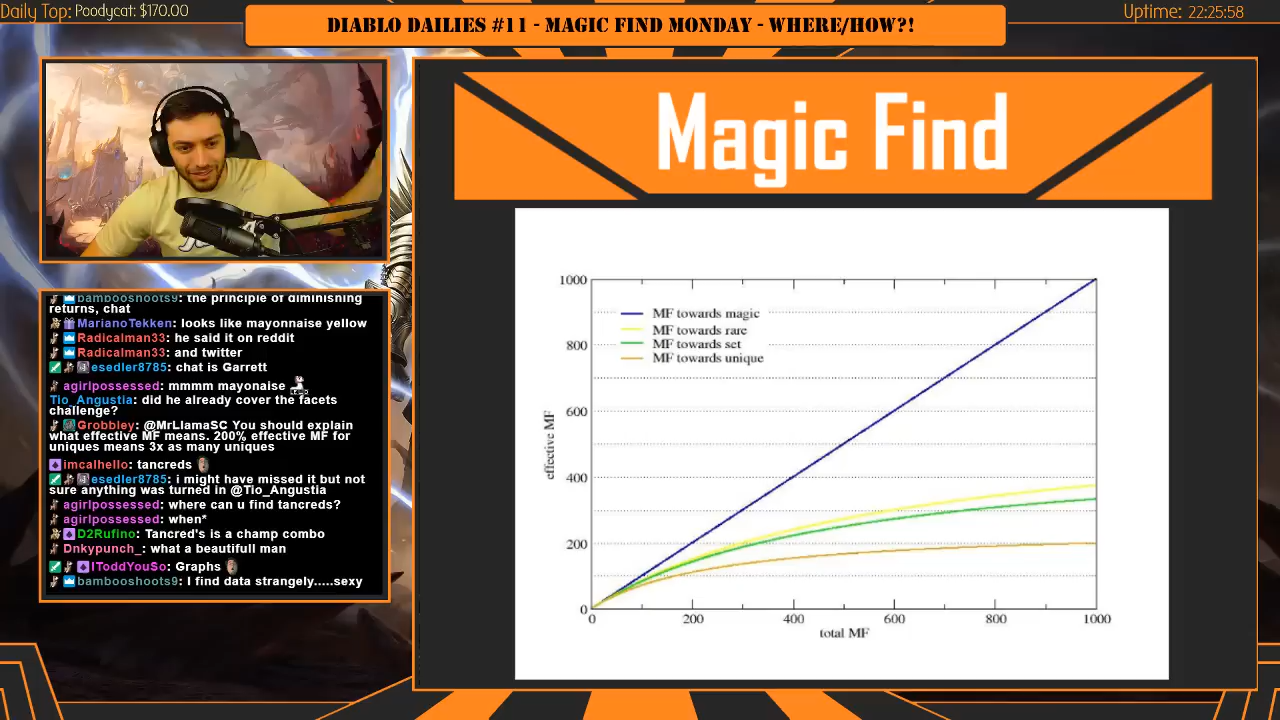 Daily Top: Poodycat: $170.00
DIABLO DAILIES #11 - MAGIC FIND MONDAY - WHERE/HOW?!
Uptime: 22:25:58
Magic Find
bambooshoots9: the principle of diminishing
returns, chat
MarianoTekken: looks like mayonnaise yellow
Radicalman33: he said it on reddit
Radicalman33: and twitter
esedler8785: chat is Garrett
agirlpossessed: mmmm mayonaise
Tio_Angustia: did he already cover the facets
challenge?
Grobbley: @MrLlamaSC You should explain
what effective MF means. 200% effective MF for
uniques means 3x as many uniques
imcalhello: tancreds
esedler8785: i might have missed it but not
sure anything was turned in @Tio_Angustia
agirlpossessed: where can u find tancreds?
agirlpossessed: when*
D2Rufino: Tancred's is a champ combo
Dnkypunch_: what a beautifull man
IToddYouSo: Graphs
bambooshoots9: I find data strangely.....sexy
MF towards magic
MF towards rare
MF towards set
MF towards unique
effective MF
1000
800
600
400
200
0
0 200 400 600 800 1000
total MF